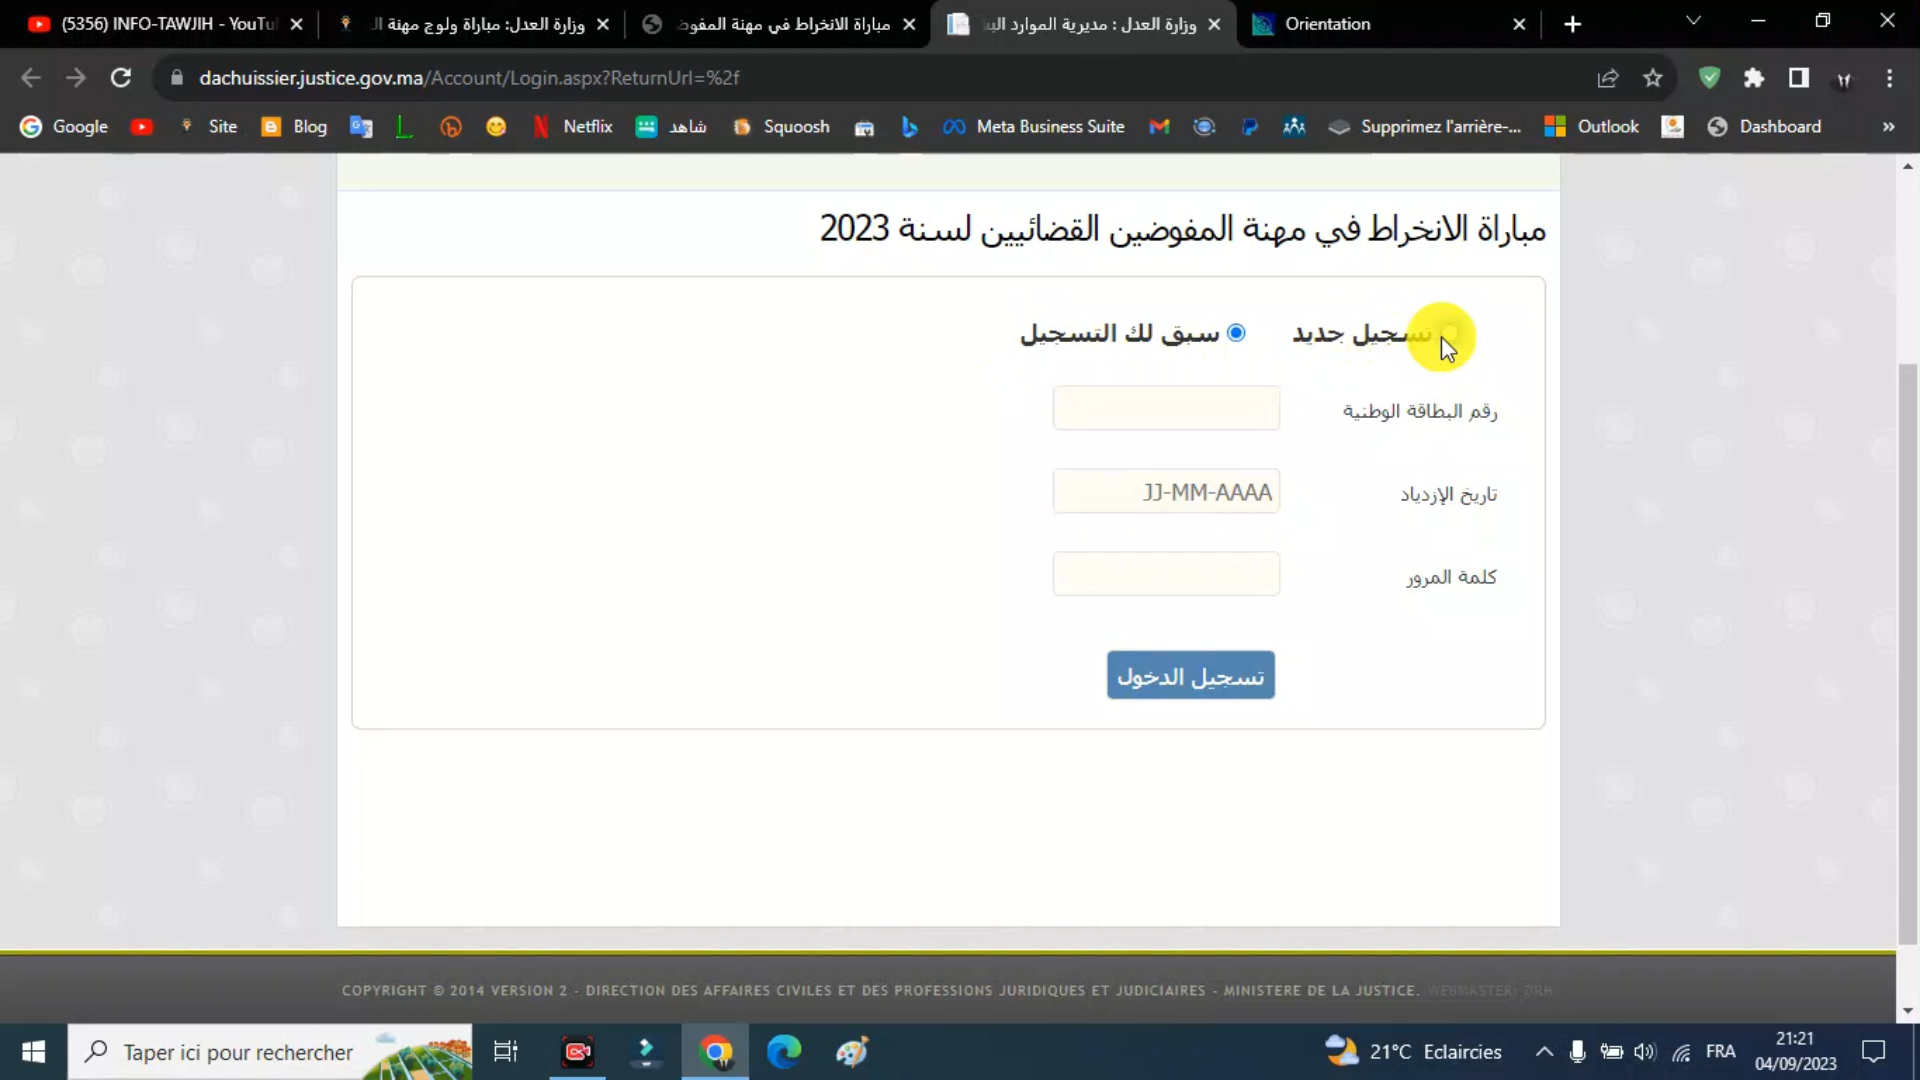 (5356) INFO-TAWJIH - YouTu
وزارة العدل: مباراة ولوج مهنة الـ
مباراة الانخراط في مهنة المفوض
وزارة العدل : مديرية الموارد البش
Orientation
dachuissier.justice.gov.ma/Account/Login.aspx?ReturnUrl=%2f
Google
Site
Blog
Netflix
شاهد
Squoosh
Meta Business Suite
Supprimez l'arrière-...
Outlook
Dashboard
»
مباراة الانخراط في مهنة المفوضين القضائيين لسنة 2023
تسجيل جديد
سبق لك التسجيل
رقم البطاقة الوطنية
تاريخ الإزدياد
JJ-MM-AAAA
كلمة المرور
تسجيل الدخول
COPYRIGHT © 2014 VERSION 2 - DIRECTION DES AFFAIRES CIVILES ET DES PROFESSIONS JURIDIQUES ET JUDICIAIRES - MINISTERE DE LA JUSTICE. WEBMASTER: DRH
Taper ici pour rechercher
21°C Eclaircies
FRA
21:21
04/09/2023